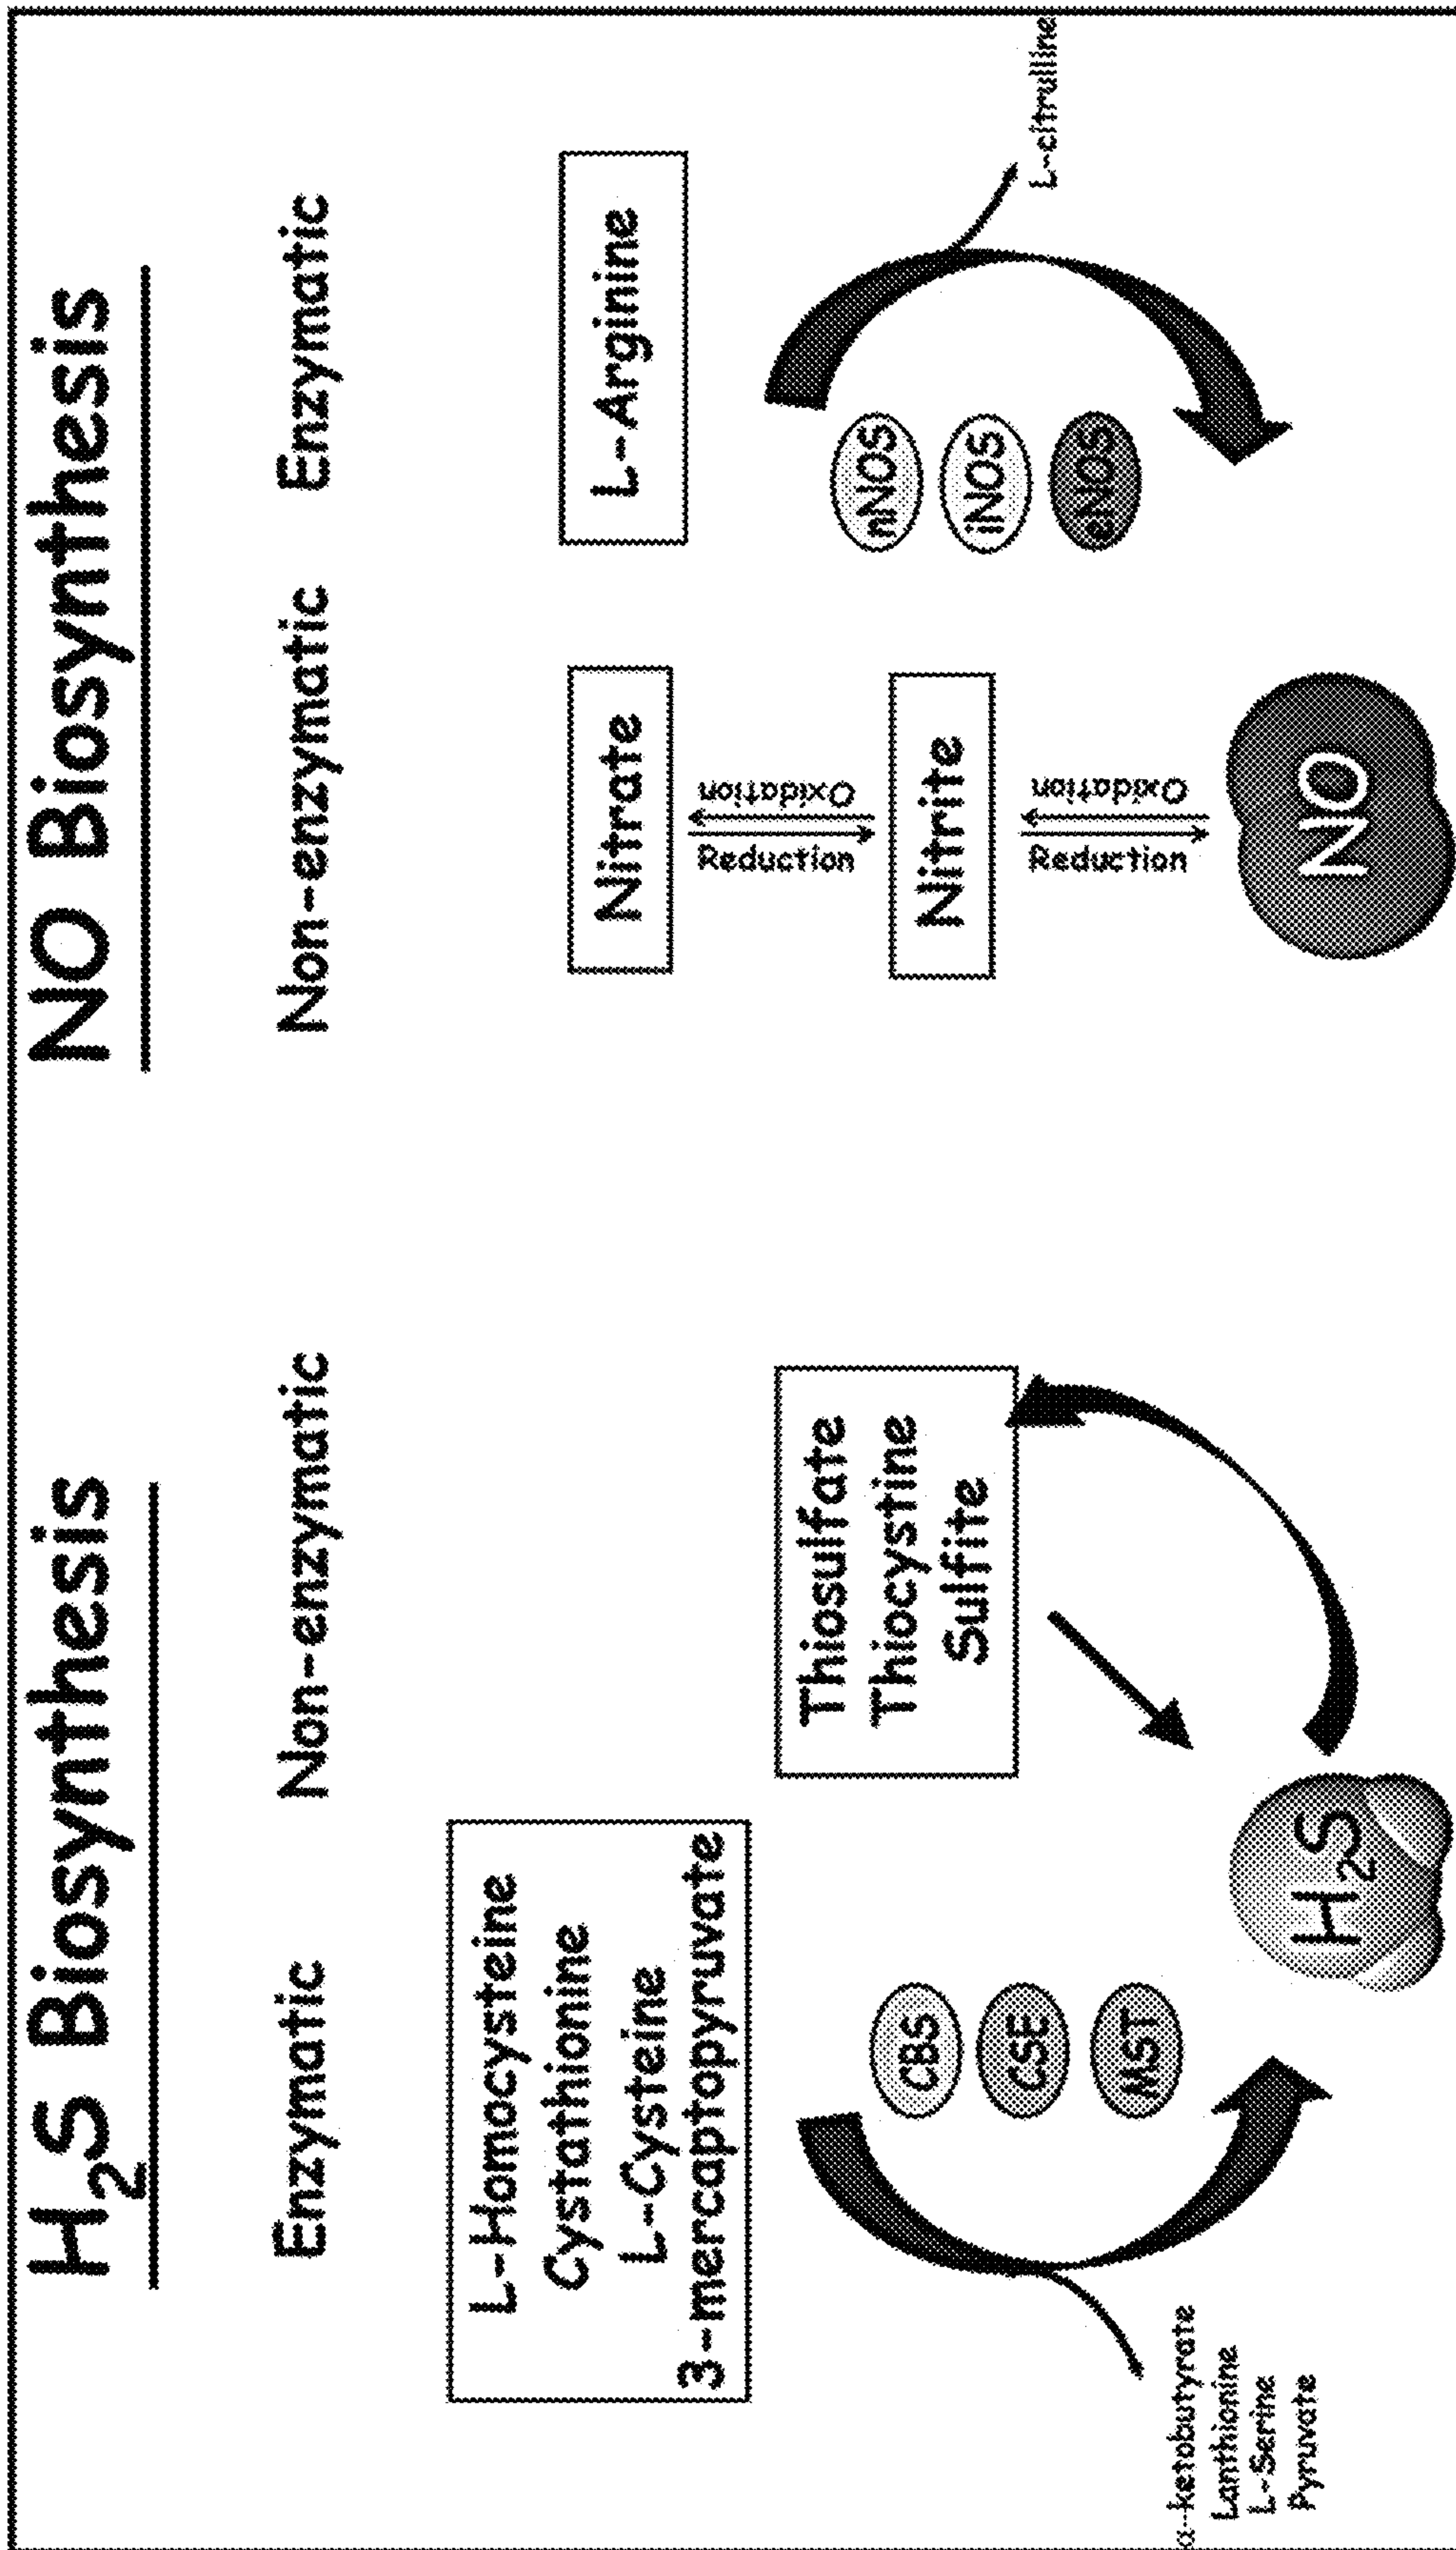 H2S Biosynthesis
Enzymatic
Non-enzymatic
L-Homocysteine
Cystathionine
L-Cysteine
3-mercaptopyruvate
Thiosulfate
Thiocystine
Sulfite
CBS
CSE
MST
H2S
α-ketobutyrate
Lanthionine
L-Serine
Pyruvate
NO Biosynthesis
Non-enzymatic
Enzymatic
Nitrate
Reduction
Oxidation
Nitrite
Reduction
Oxidation
NO
L-Arginine
nNOS
iNOS
eNOS
L-citrulline